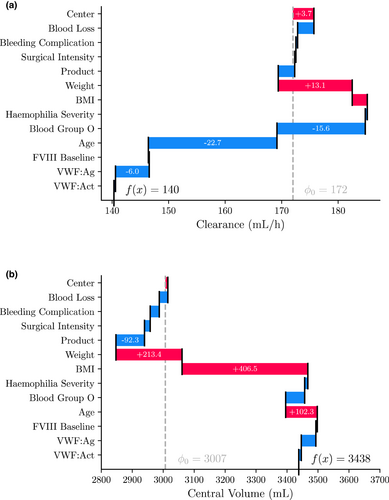 (a)
Center
+3.7
Blood Loss
Bleeding Complication
Surgical Intensity
Product
Weight
+13.1
BMI
Haemophilia Severity
Blood Group O
-15.6
Age
-22.7
FVIII Baseline
VWF:Ag
-6.0
VWF:Act
f(x) = 140
ϕ0 = 172
140 150 160 170 180
Clearance (mL/h)
(b)
Center
Blood Loss
Bleeding Complication
Surgical Intensity
Product
-92.3
Weight
+213.4
BMI
+406.5
Haemophilia Severity
Blood Group O
Age
+102.3
FVIII Baseline
VWF:Ag
VWF:Act
ϕ0 = 3007
f(x) = 3438
2800 2900 3000 3100 3200 3300 3400 3500 3600 3700
Central Volume (mL)